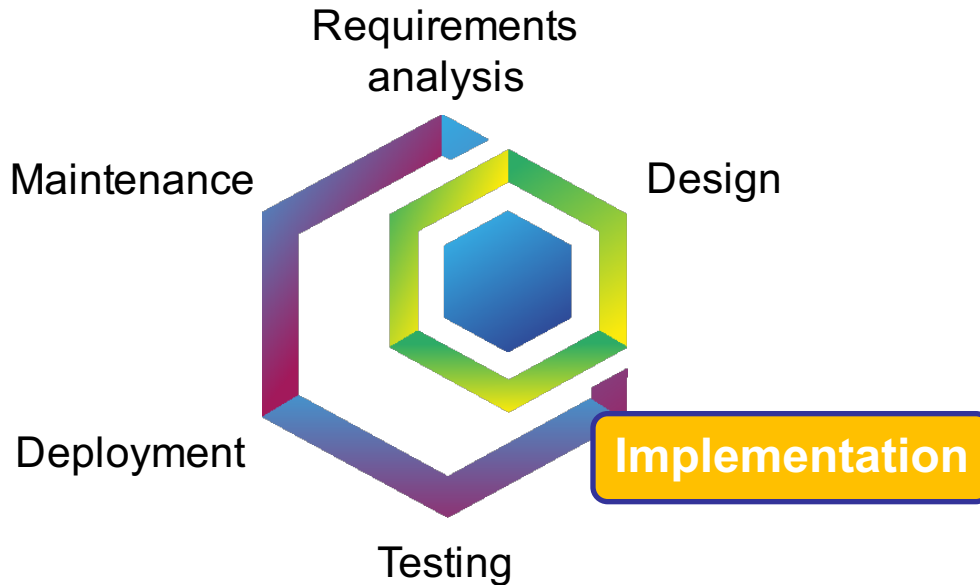 Requirements
analysis
Maintenance
Design
Deployment
Implementation
Testing